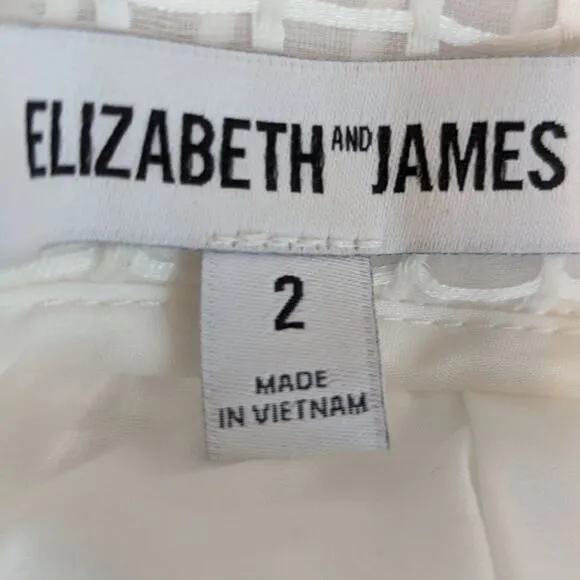 ELIZABETH AND JAMES
2
MADE
IN VIETNAM